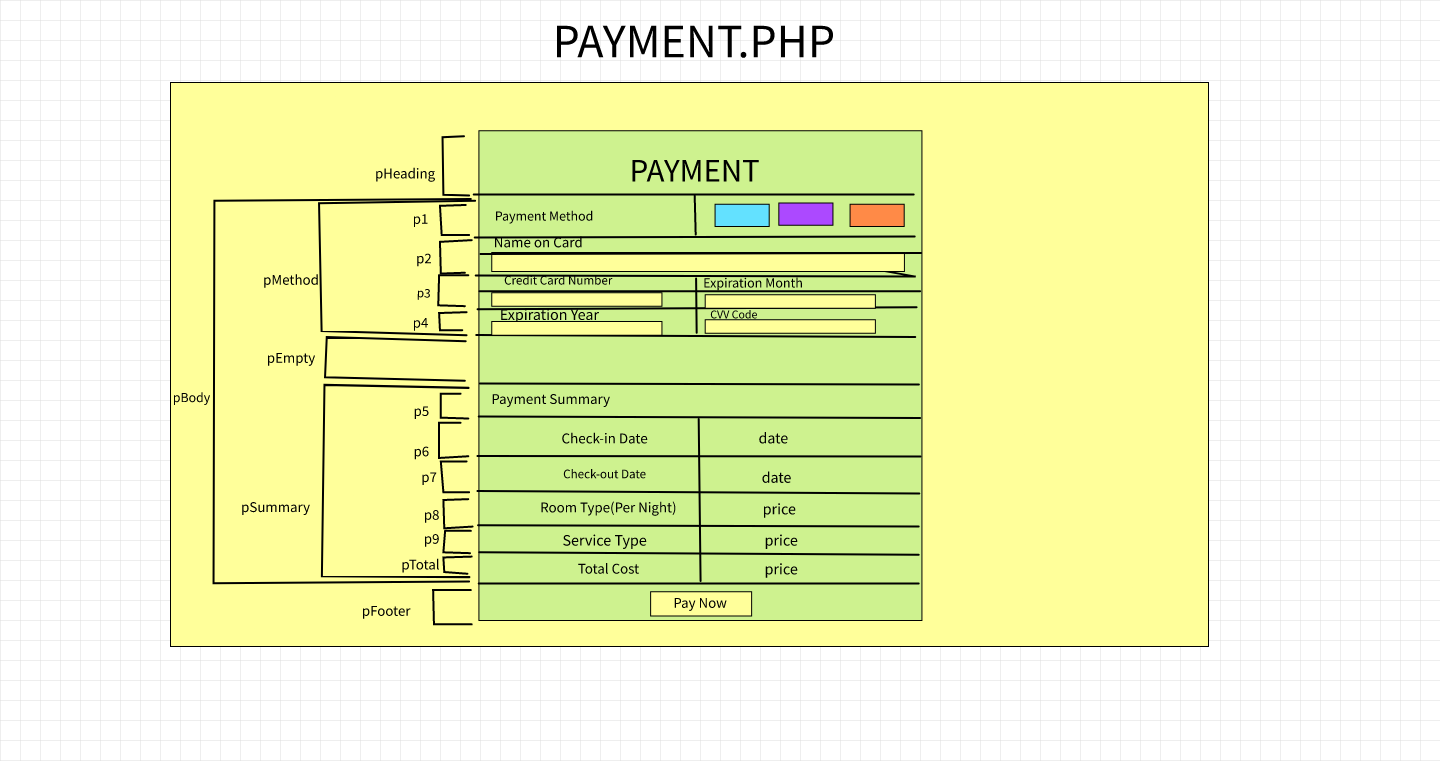 PAYMENT.PHP
pHeading
PAYMENT
p1
Payment Method
p2
Name on Card
pMethod
p3
Credit Card Number
Expiration Month
p4
Expiration Year
CVV Code
pEmpty
pBody
p5
Payment Summary
p6
Check-in Date
date
p7
Check-out Date
date
pSummary
p8
Room Type(Per Night)
price
p9
Service Type
price
pTotal
Total Cost
price
pFooter
Pay Now